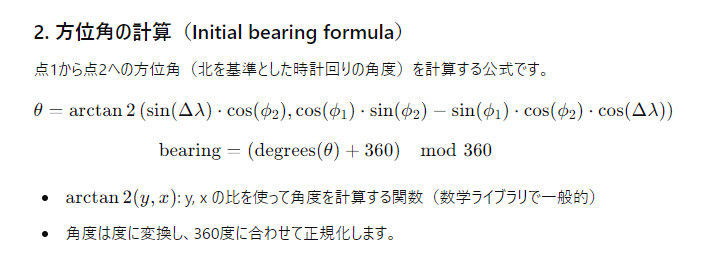 2. 方位角の計算（Initial bearing formula）
点1から点2への方位角（北を基準とした時計回りの角度）を計算する公式です。
θ = arctan 2 (sin(Δλ) · cos(ϕ₂), cos(ϕ₁) · sin(ϕ₂) − sin(ϕ₁) · cos(ϕ₂) · cos(Δλ))
bearing = (degrees(θ) + 360) mod 360
• arctan 2(y, x): y, x の比を使って角度を計算する関数（数学ライブラリで一般的）
• 角度は度に変換し、360度に合わせて正規化します。